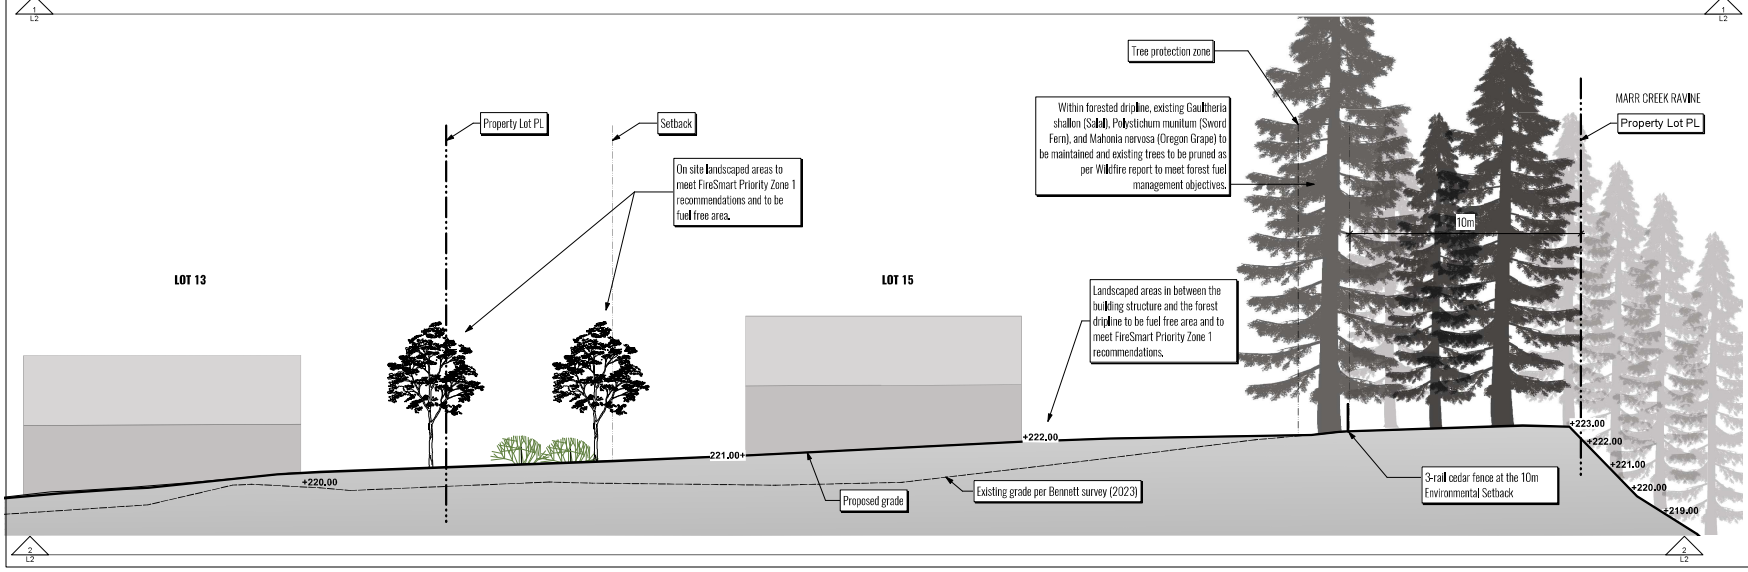 1
L2
1
L2
Property Lot PL
Setback
On site landscaped areas to
meet FireSmart Priority Zone 1
recommendations and to be
fuel free area.
Tree protection zone
Within forested dripline, existing Gaultheria
shallon (Salal), Polystichum munitum (Sword
Fern), and Mahonia nervosa (Oregon Grape) to
be maintained and existing trees to be pruned as
per Wildfire report to meet forest fuel
management objectives.
MARR CREEK RAVINE
Property Lot PL
10m
LOT 13
LOT 15
Landscaped areas in between the
building structure and the forest
dripline to be fuel free area and to
meet FireSmart Priority Zone 1
recommendations.
+220.00
221.00+
+222.00
+223.00
+222.00
+221.00
+220.00
+219.00
Proposed grade
Existing grade per Bennett survey (2023)
3-rail cedar fence at the 10m
Environmental Setback
2
L2
2
L2